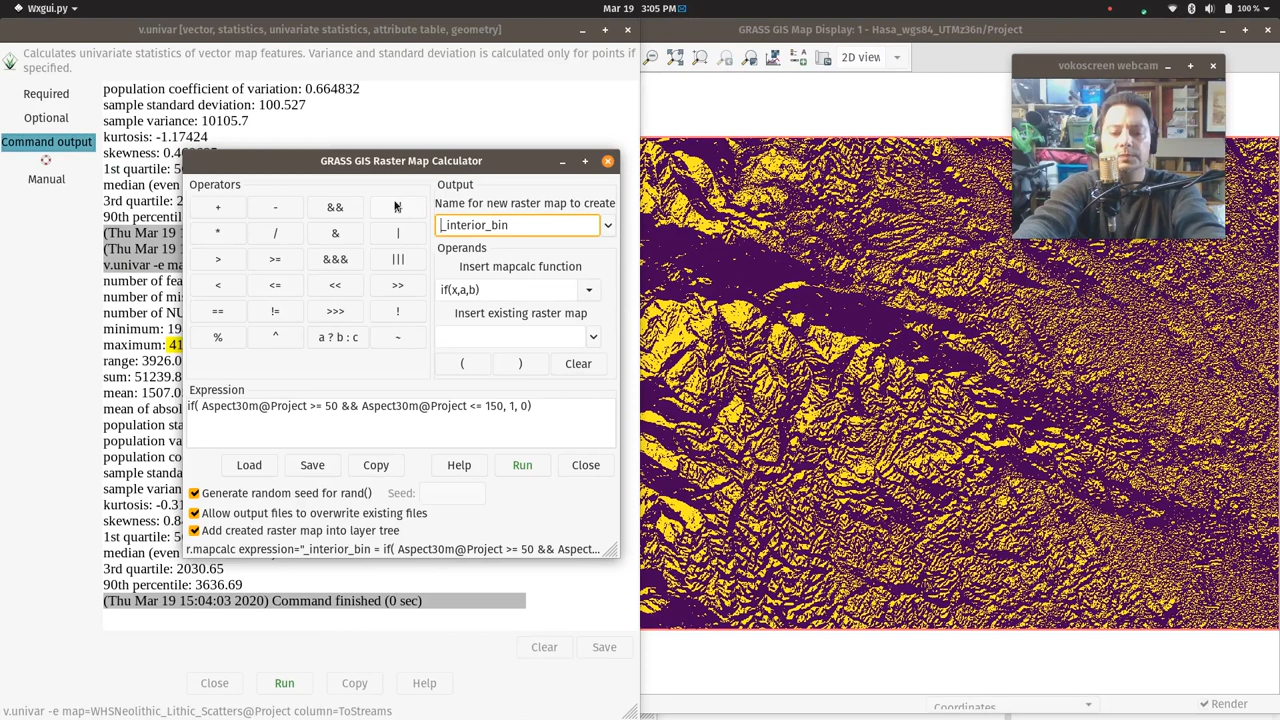 Wxgui.py
Mar 19 3:05 PM
100 %
v.univar [vector, statistics, univariate statistics, attribute table, geometry]
Calculates univariate statistics of vector map features. Variance and standard deviation is calculated only for points if
specified.
Required
Optional
Command output
Manual
population coefficient of variation: 0.664832
sample standard deviation: 100.527
sample variance: 10105.7
kurtosis: -1.17424
skewness:
1st quartile: 5
median (even
3rd quartile: 2
90th percentil
(Thu Mar 19 1
(Thu Mar 19 1
v.univar -e ma
number of fea
number of mi
number of NU
minimum: 19
maximum: 41
range: 3926.0
sum: 51239.8
mean: 1507.0
mean of absol
population sta
population va
population co
sample standa
sample varian
kurtosis: -0.31
skewness: 0.8
1st quartile: 5
median (even
3rd quartile: 2030.65
90th percentile: 3636.69
(Thu Mar 19 15:04:03 2020) Command finished (0 sec)
Clear
Save
Close
Run
Copy
Help
v.univar -e map=WHSNeolithic_Lithic_Scatters@Project column=ToStreams
GRASS GIS Raster Map Calculator
Operators
+ - &&
* / & |
> >= &&& |||
< <= << >>
== != >>> !
% ^ a ? b : c ~
Output
Name for new raster map to create
_interior_bin
Operands
Insert mapcalc function
if(x,a,b)
Insert existing raster map
( ) Clear
Expression
if( Aspect30m@Project >= 50 && Aspect30m@Project <= 150, 1, 0)
Load
Save
Copy
Help
Run
Close
Generate random seed for rand() Seed:
Allow output files to overwrite existing files
Add created raster map into layer tree
r.mapcalc expression="_interior_bin = if( Aspect30m@Project >= 50 && Aspect...
GRASS GIS Map Display: 1 - Hasa_wgs84_UTMz36n/Project
2D view
vokoscreen webcam
Coordinates
Render